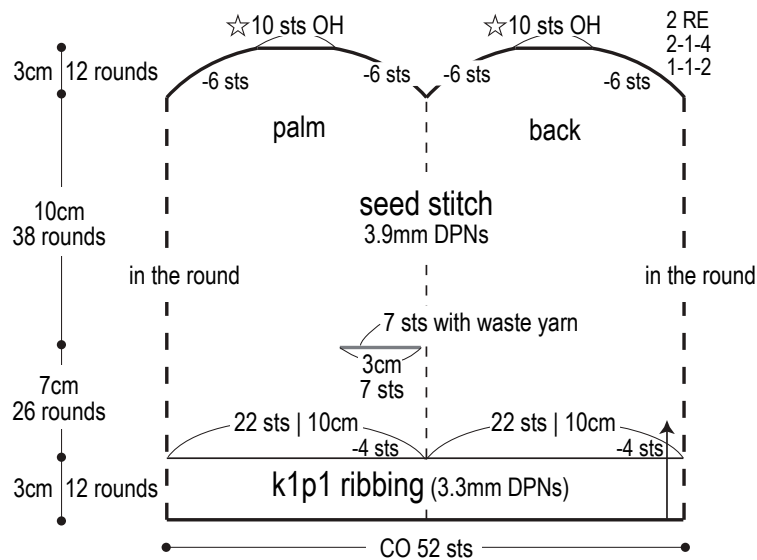 ☆10 sts OH
☆10 sts OH
2 RE
2-1-4
1-1-2
3cm 12 rounds
-6 sts
-6 sts
-6 sts
-6 sts
palm
back
seed stitch
3.9mm DPNs
10cm
38 rounds
in the round
in the round
7 sts with waste yarn
3cm
7 sts
7cm
26 rounds
22 sts | 10cm
22 sts | 10cm
-4 sts
-4 sts
3cm 12 rounds
k1p1 ribbing (3.3mm DPNs)
CO 52 sts